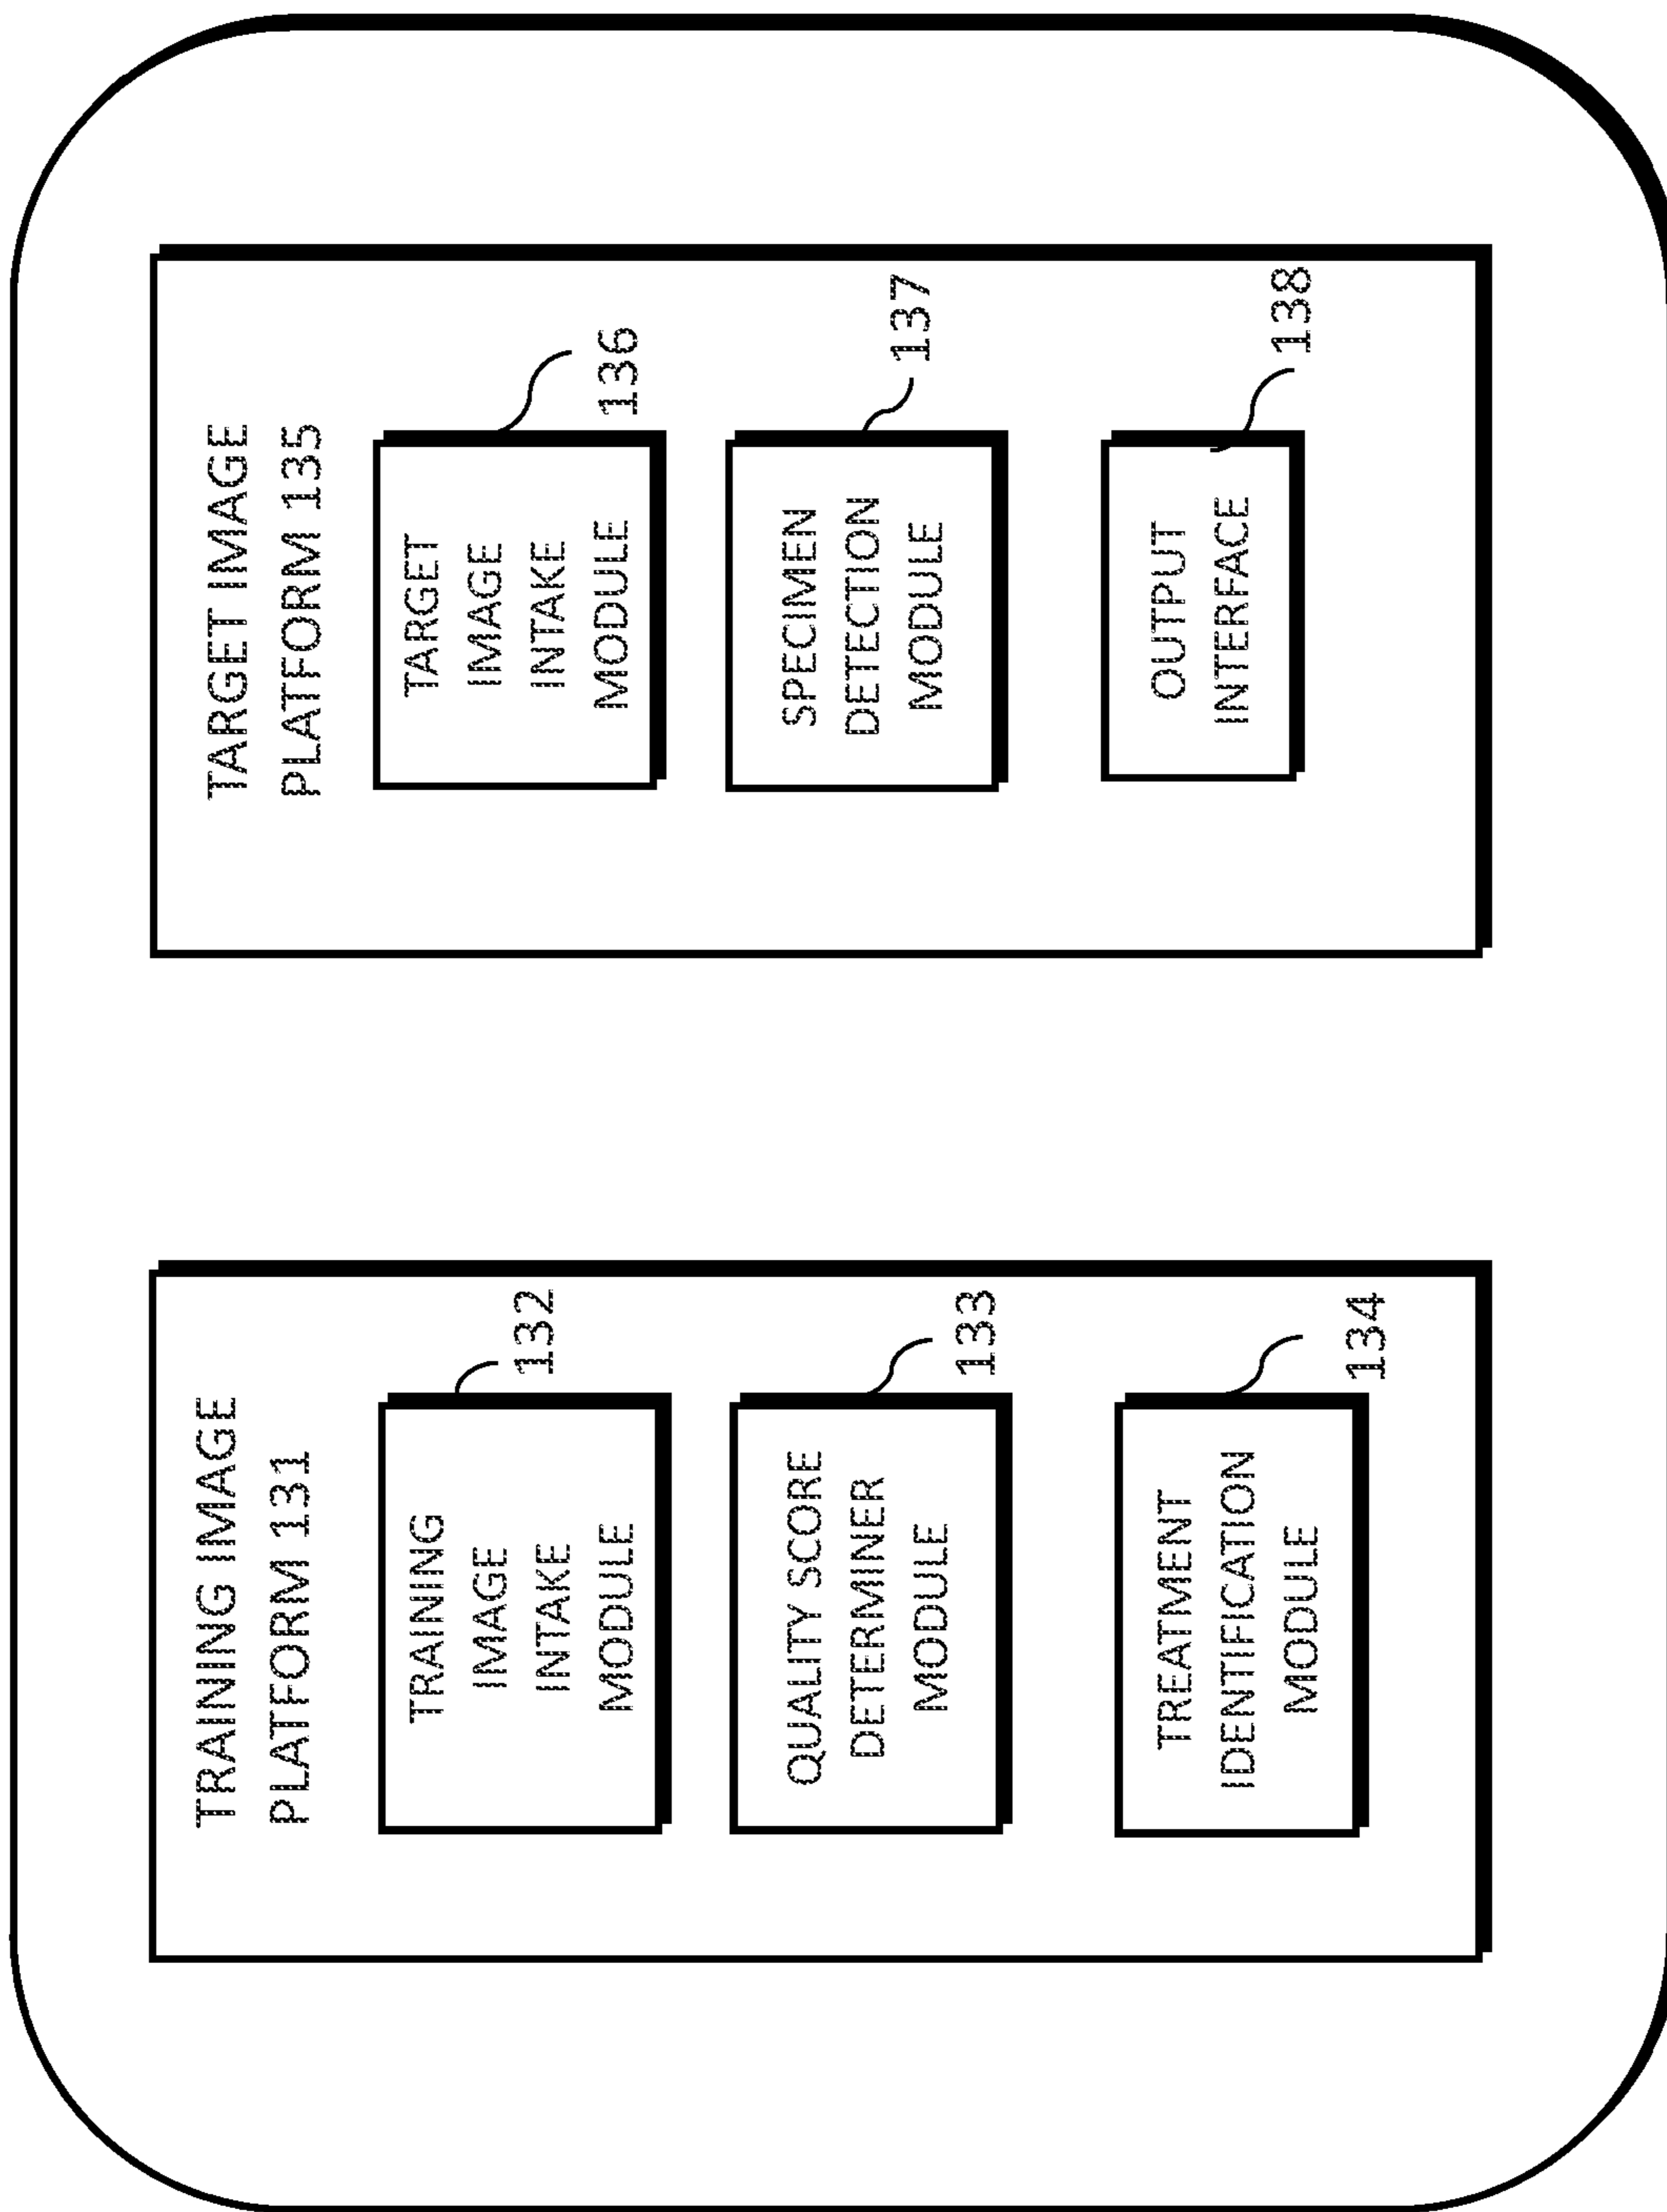 TRAINING IMAGE
PLATFORM 131
TRAINING
IMAGE
INTAKE
MODULE
132
QUALITY SCORE
DETERMINER
MODULE
133
TREATMENT
IDENTIFICATION
MODULE
134
TARGET IMAGE
PLATFORM 135
TARGET
IMAGE
INTAKE
MODULE
136
SPECIMEN
DETECTION
MODULE
137
OUTPUT
INTERFACE
138